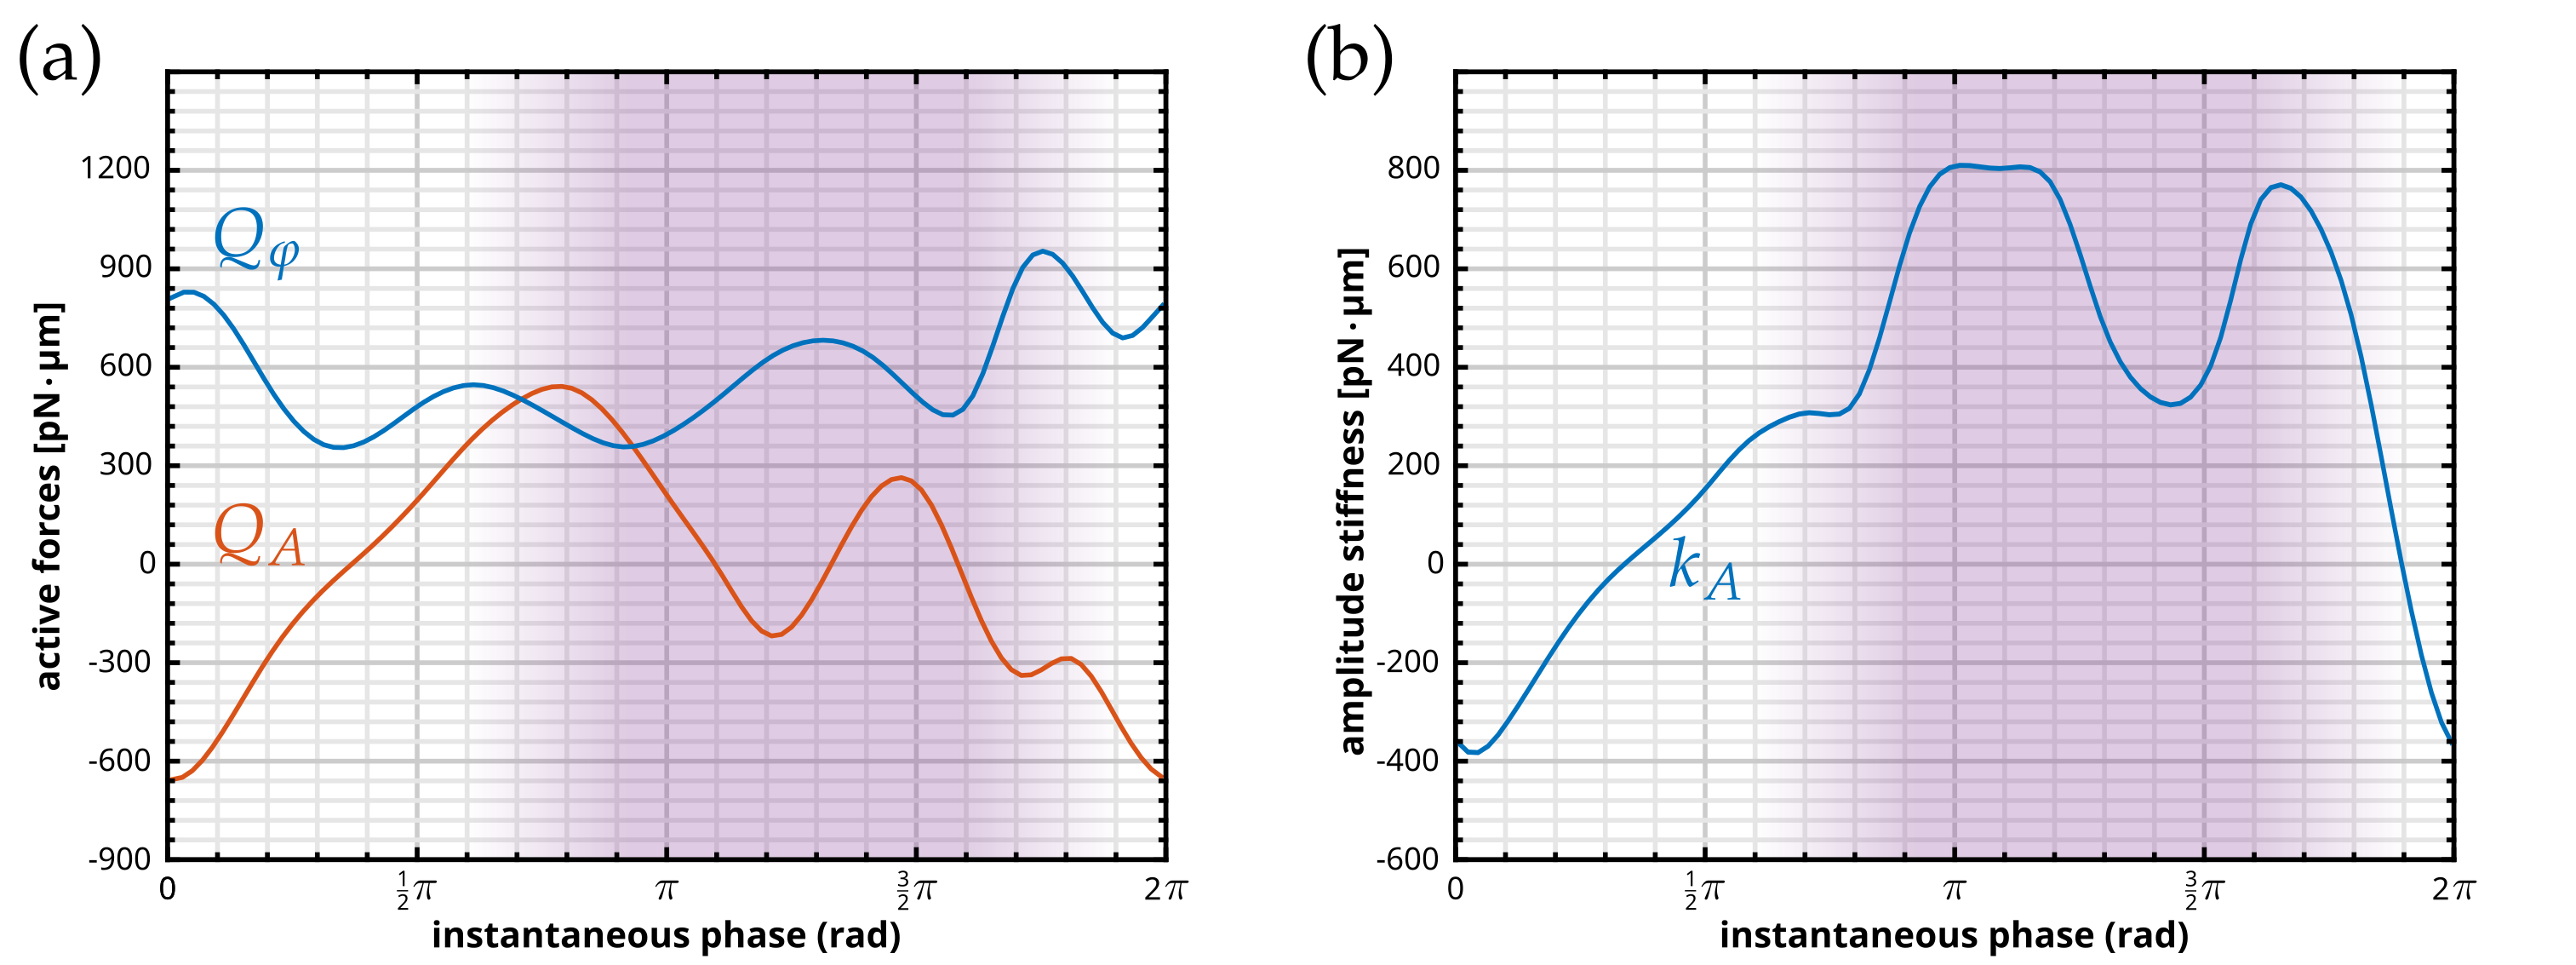 (a)
active forces [pN·µm]
1200
900
600
300
0
-300
-600
-900
Qφ
QA
0
½π
π
3/2π
2π
instantaneous phase (rad)
(b)
amplitude stiffness [pN·µm]
800
600
400
200
0
-200
-400
-600
kA
0
½π
π
3/2π
2π
instantaneous phase (rad)